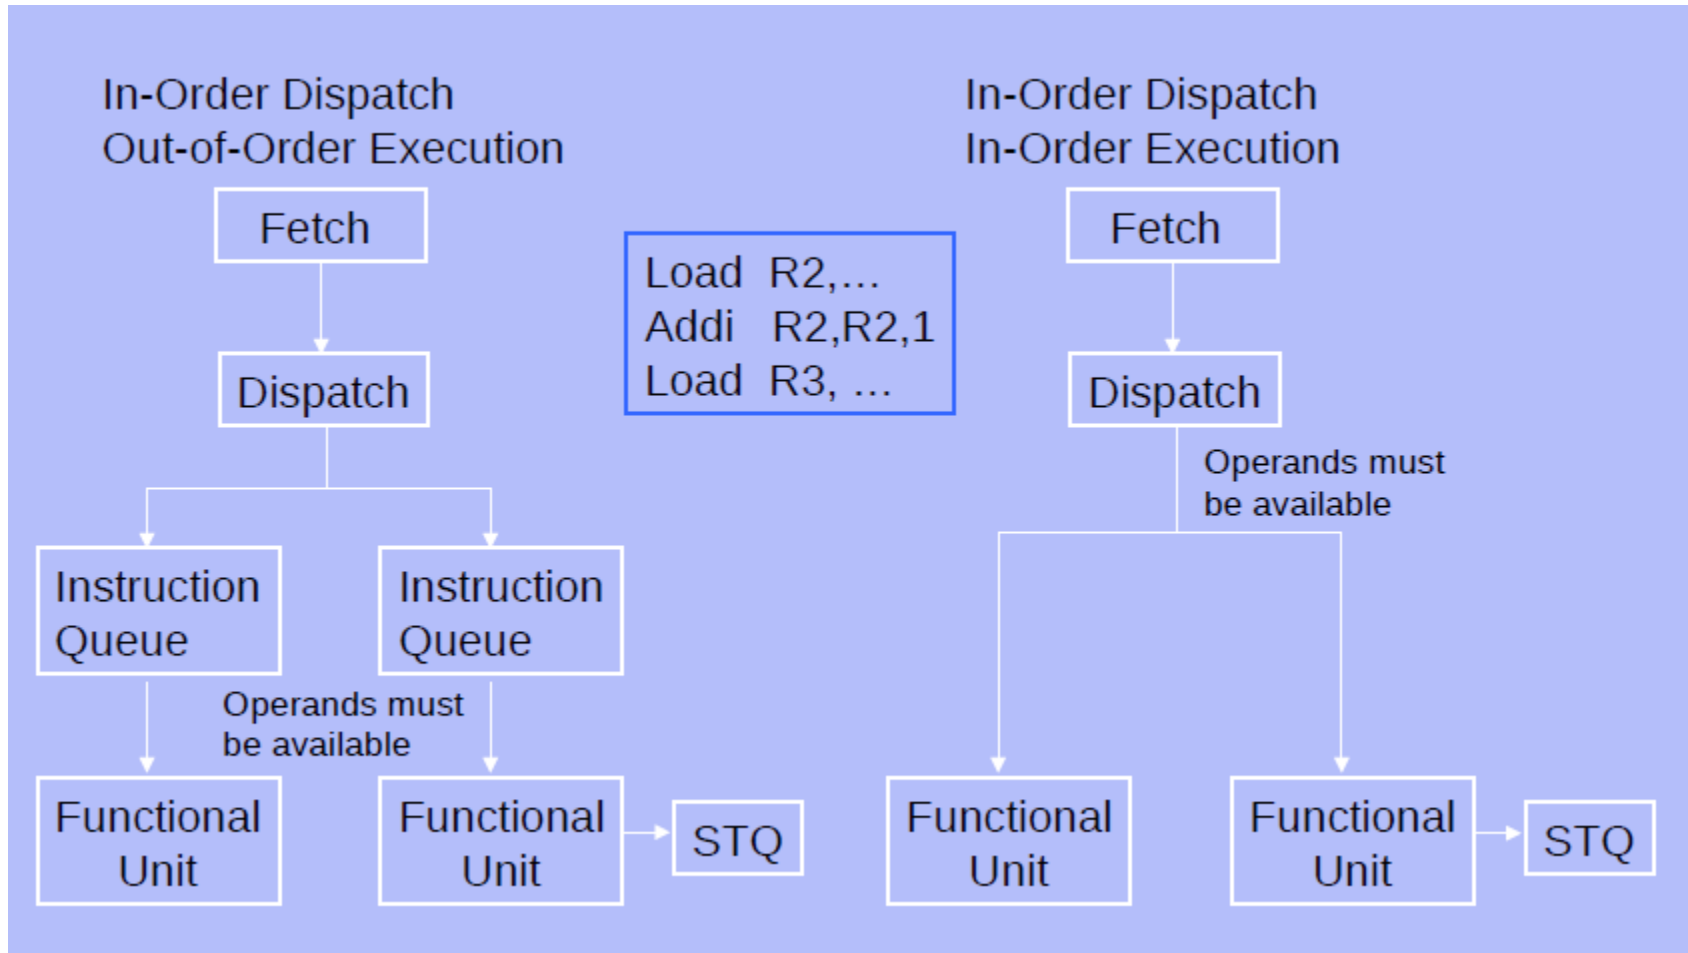 In-Order Dispatch
Out-of-Order Execution
Fetch
Dispatch
Instruction
Queue
Instruction
Queue
Operands must
be available
Functional
Unit
Functional
Unit
STQ
Load R2,...
Addi R2,R2,1
Load R3, ...
In-Order Dispatch
In-Order Execution
Fetch
Dispatch
Operands must
be available
Functional
Unit
Functional
Unit
STQ